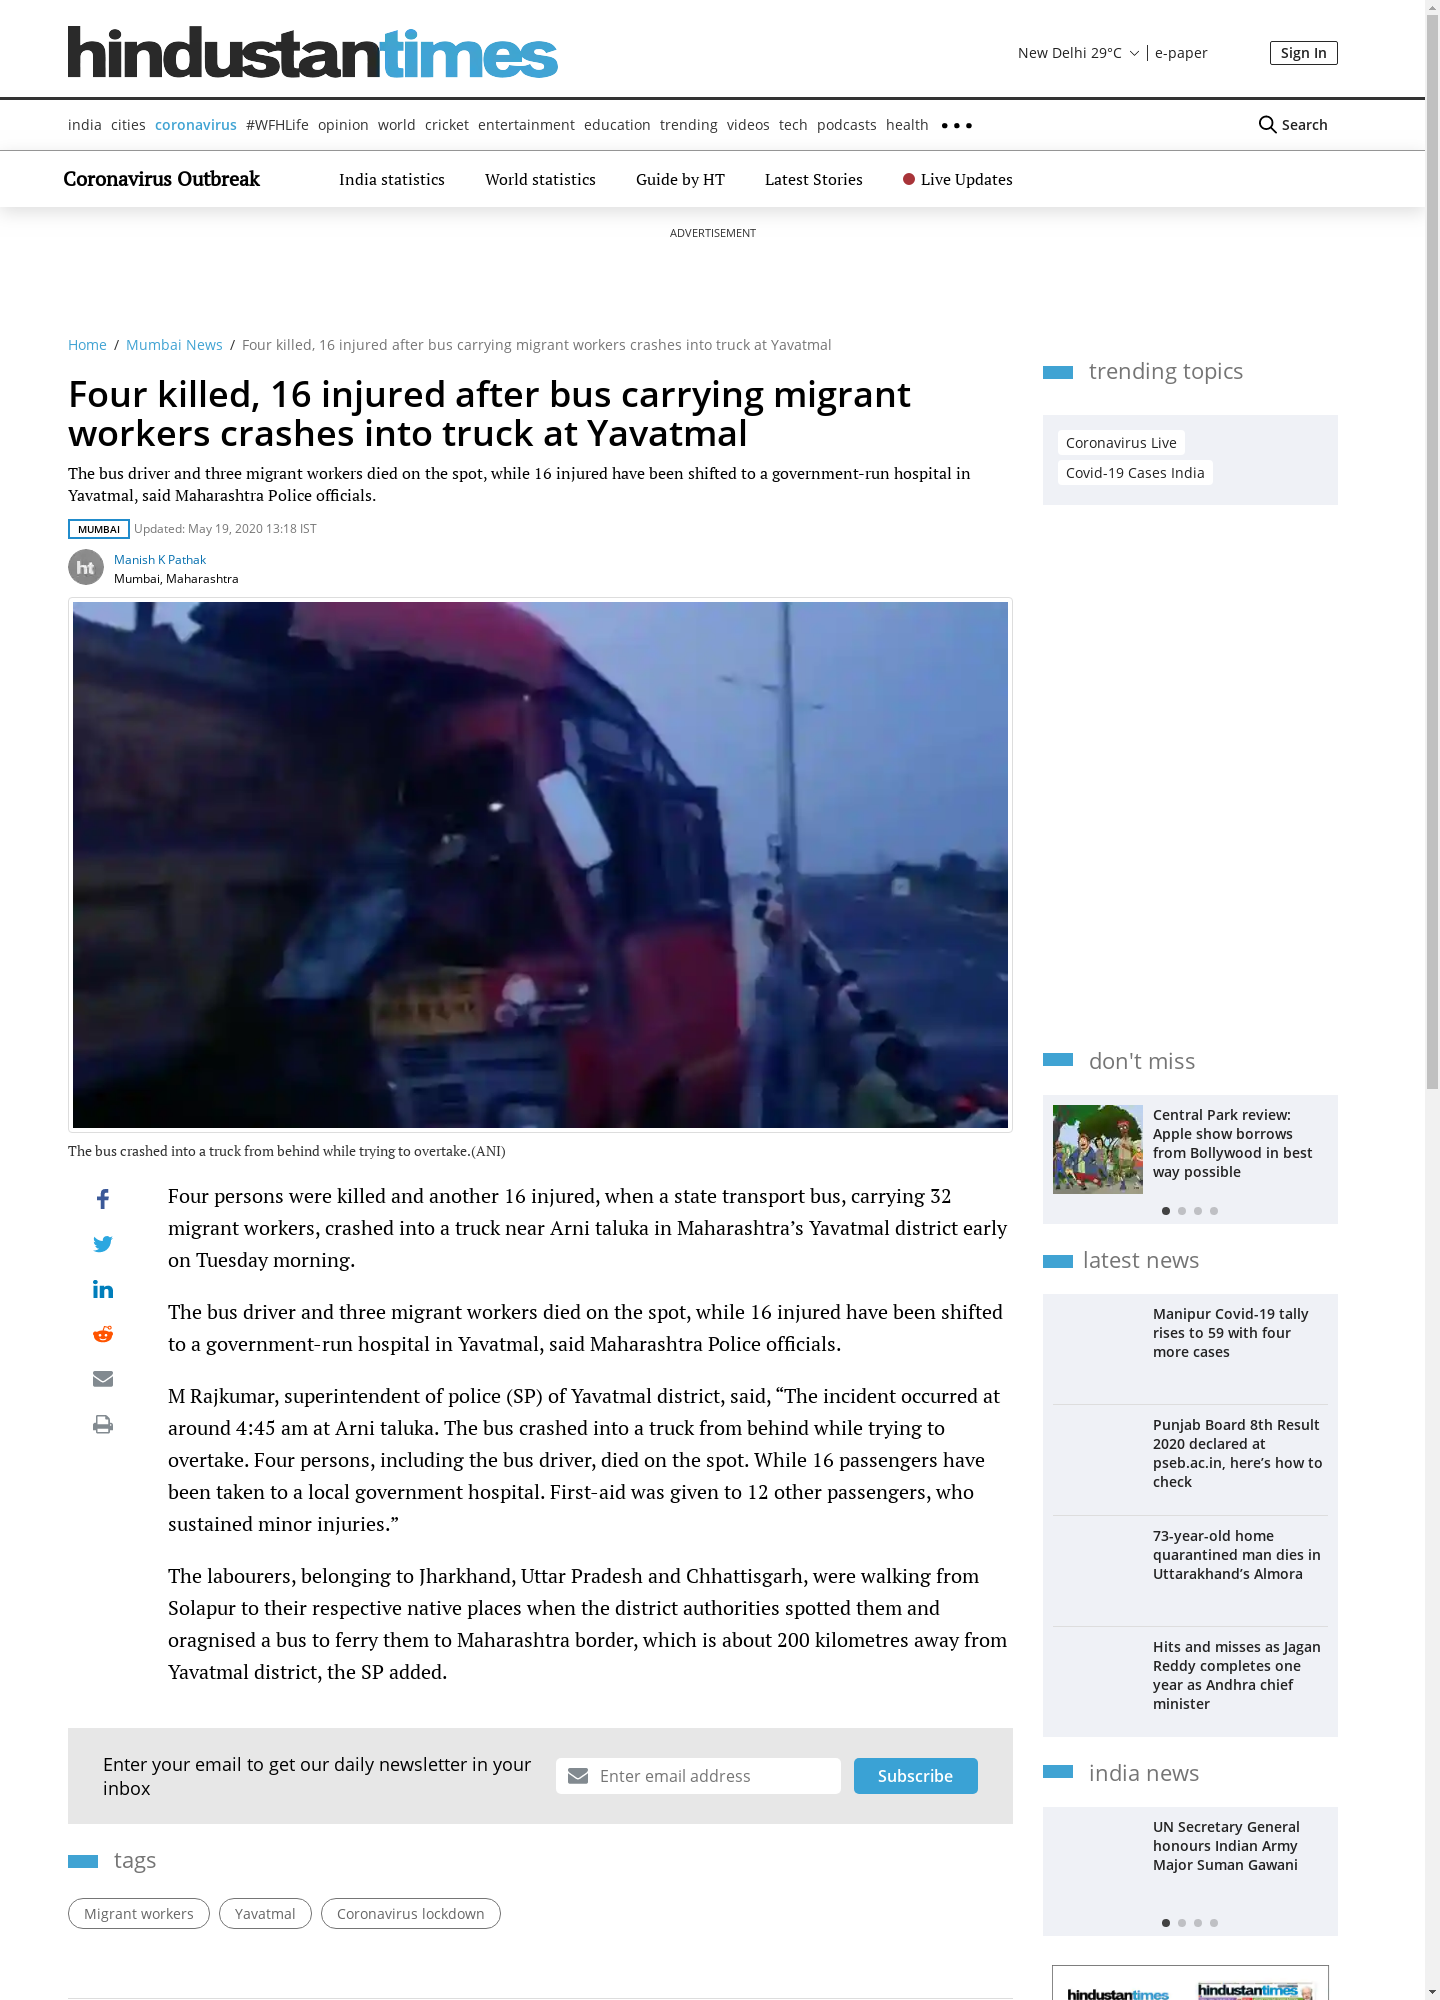 hindustantimes
New Delhi 29°C
e-paper
Sign In
india cities coronavirus #WFHLife opinion world cricket entertainment education trending videos tech podcasts health
Search
Coronavirus Outbreak
India statistics
World statistics
Guide by HT
Latest Stories
Live Updates
ADVERTISEMENT
Home / Mumbai News / Four killed, 16 injured after bus carrying migrant workers crashes into truck at Yavatmal
Four killed, 16 injured after bus carrying migrant
workers crashes into truck at Yavatmal
The bus driver and three migrant workers died on the spot, while 16 injured have been shifted to a government-run hospital in
Yavatmal, said Maharashtra Police officials.
MUMBAI Updated: May 19, 2020 13:18 IST
ht
Manish K Pathak
Mumbai, Maharashtra
The bus crashed into a truck from behind while trying to overtake.(ANI)
Four persons were killed and another 16 injured, when a state transport bus, carrying 32
migrant workers, crashed into a truck near Arni taluka in Maharashtra’s Yavatmal district early
on Tuesday morning.
The bus driver and three migrant workers died on the spot, while 16 injured have been shifted
to a government-run hospital in Yavatmal, said Maharashtra Police officials.
M Rajkumar, superintendent of police (SP) of Yavatmal district, said, “The incident occurred at
around 4:45 am at Arni taluka. The bus crashed into a truck from behind while trying to
overtake. Four persons, including the bus driver, died on the spot. While 16 passengers have
been taken to a local government hospital. First-aid was given to 12 other passengers, who
sustained minor injuries.”
The labourers, belonging to Jharkhand, Uttar Pradesh and Chhattisgarh, were walking from
Solapur to their respective native places when the district authorities spotted them and
oragnised a bus to ferry them to Maharashtra border, which is about 200 kilometres away from
Yavatmal district, the SP added.
Enter your email to get our daily newsletter in your
inbox
Enter email address
Subscribe
tags
Migrant workers
Yavatmal
Coronavirus lockdown
trending topics
Coronavirus Live
Covid-19 Cases India
don't miss
Central Park review:
Apple show borrows
from Bollywood in best
way possible
latest news
Manipur Covid-19 tally
rises to 59 with four
more cases
Punjab Board 8th Result
2020 declared at
pseb.ac.in, here’s how to
check
73-year-old home
quarantined man dies in
Uttarakhand’s Almora
Hits and misses as Jagan
Reddy completes one
year as Andhra chief
minister
india news
UN Secretary General
honours Indian Army
Major Suman Gawani
hindustantimes
hindustantimes